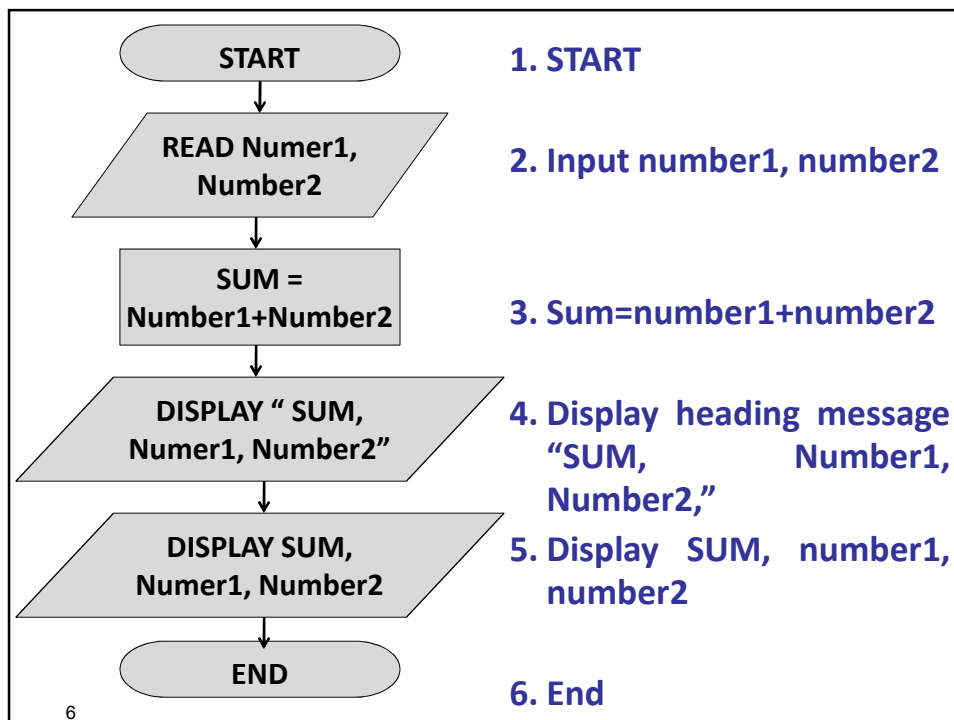 START
READ Numer1,
Number2
SUM =
Number1+Number2
DISPLAY “ SUM,
Numer1, Number2”
DISPLAY SUM,
Numer1, Number2
END
1. START
2. Input number1, number2
3. Sum=number1+number2
4. Display heading message
“SUM, Number1,
Number2,”
5. Display SUM, number1,
number2
6. End
6